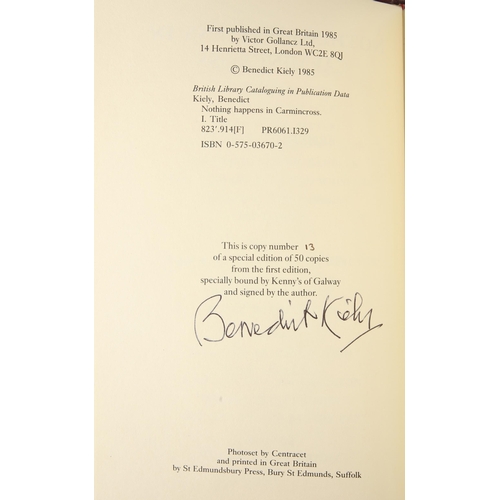 First published in Great Britain 1985
by Victor Gollancz Ltd,
14 Henrietta Street, London WC2E 8QJ
© Benedict Kiely 1985
British Library Cataloguing in Publication Data
Kiely, Benedict
Nothing happens in Carmincross.
I. Title
823'.914[F] PR6061.I329
ISBN 0-575-03670-2
This is copy number 13
of a special edition of 50 copies
from the first edition,
specially bound by Kenny's of Galway
and signed by the author.
Benedict Kiely
Photoset by Centracet
and printed in Great Britain
by St Edmundsbury Press, Bury St Edmunds, Suffolk